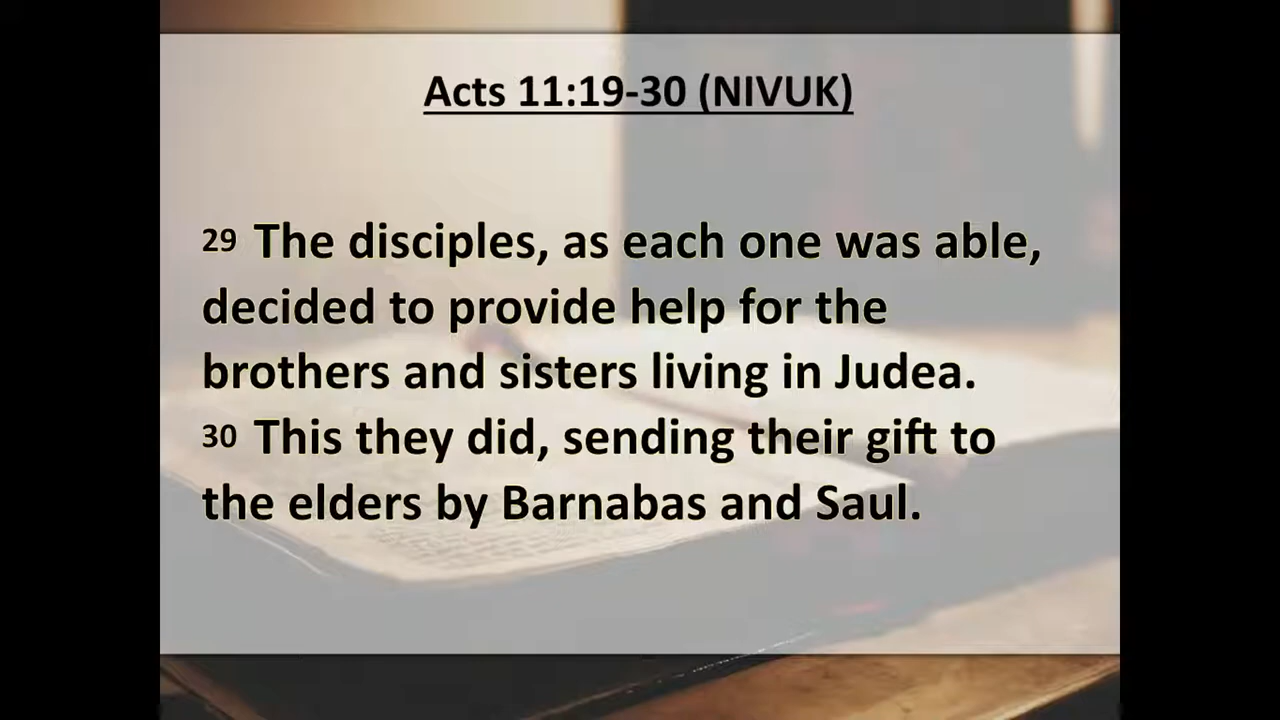 Acts 11:19-30 (NIVUK)
29 The disciples, as each one was able,
decided to provide help for the
brothers and sisters living in Judea.
30 This they did, sending their gift to
the elders by Barnabas and Saul.